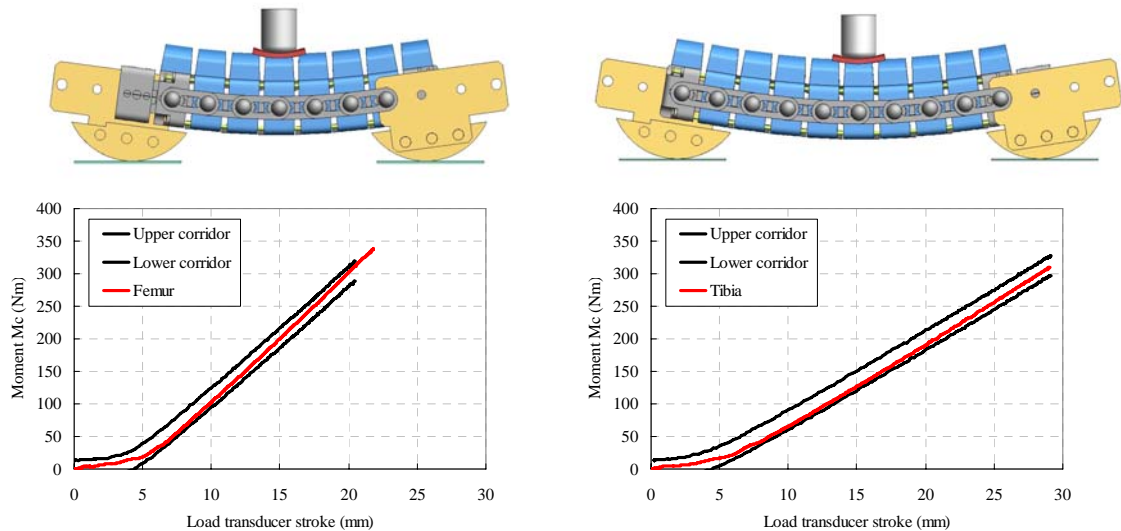 400
350
300
250
200
150
100
50
0
Moment Mc (Nm)
Upper corridor
Lower corridor
Femur
0 5 10 15 20 25 30
Load transducer stroke (mm)
400
350
300
250
200
150
100
50
0
Moment Mc (Nm)
Upper corridor
Lower corridor
Tibia
0 5 10 15 20 25 30
Load transducer stroke (mm)